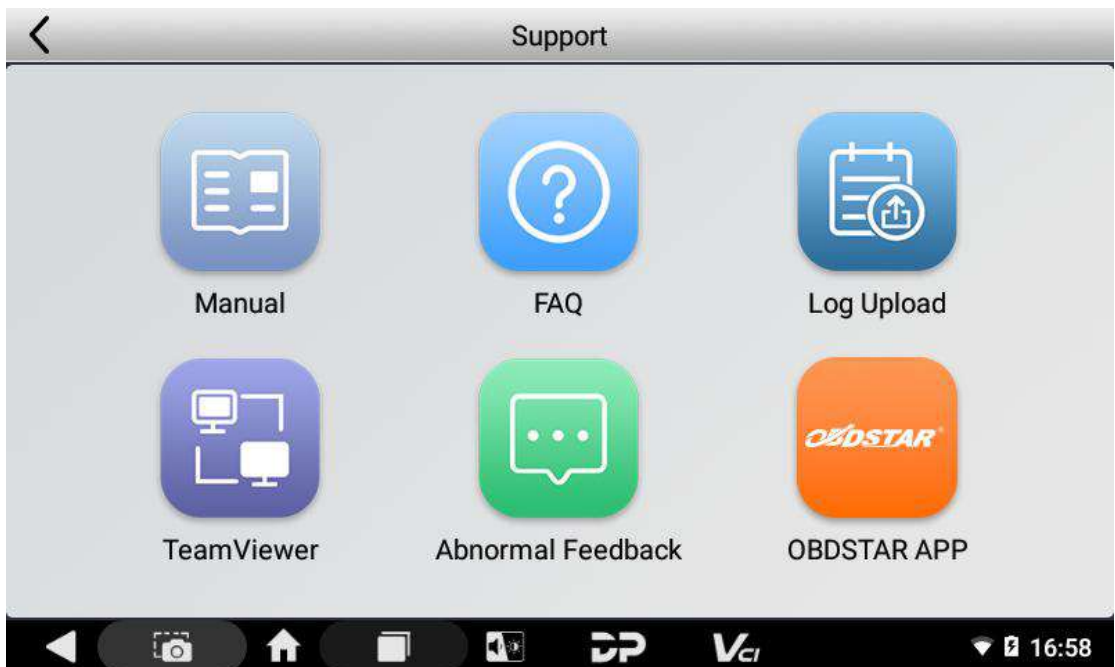 Support
Manual
FAQ
Log Upload
OBDSTAR
TeamViewer
Abnormal Feedback
OBDSTAR APP
DP
VCI
16:58